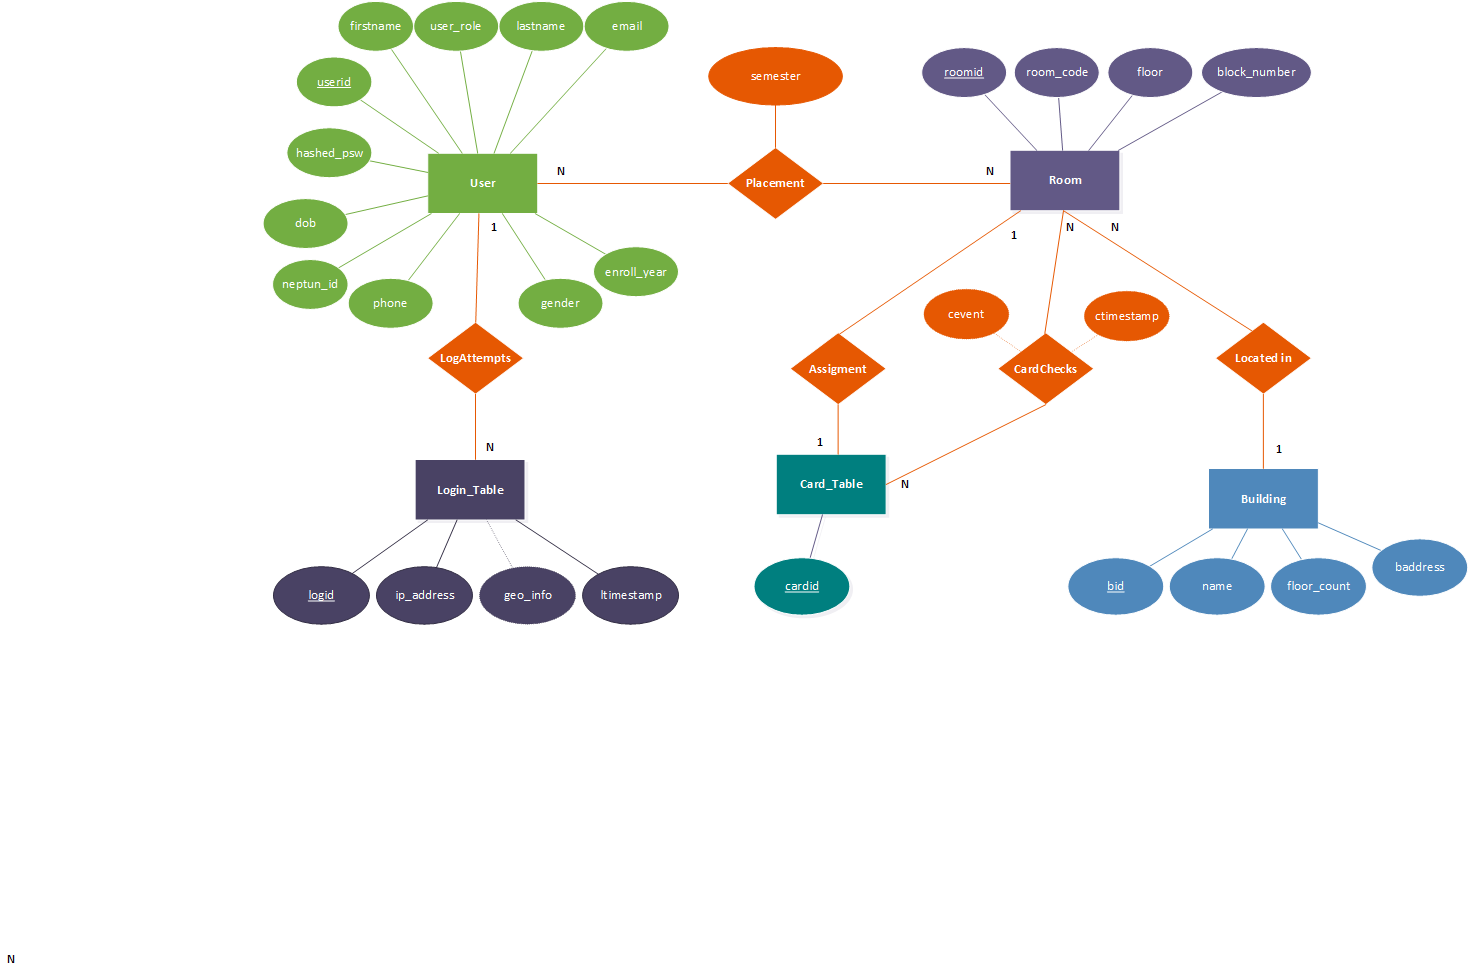 firstname
user_role
lastname
email
userid
hashed_psw
dob
neptun_id
phone
gender
enroll_year
User
N
semester
Placement
N
roomid
room_code
floor
block_number
Room
1
1
N
N
cevent
ctimestamp
LogAttempts
Assigment
CardChecks
Located in
N
1
N
1
Login_Table
Card_Table
Building
logid
ip_address
geo_info
ltimestamp
cardid
bid
name
floor_count
baddress
N